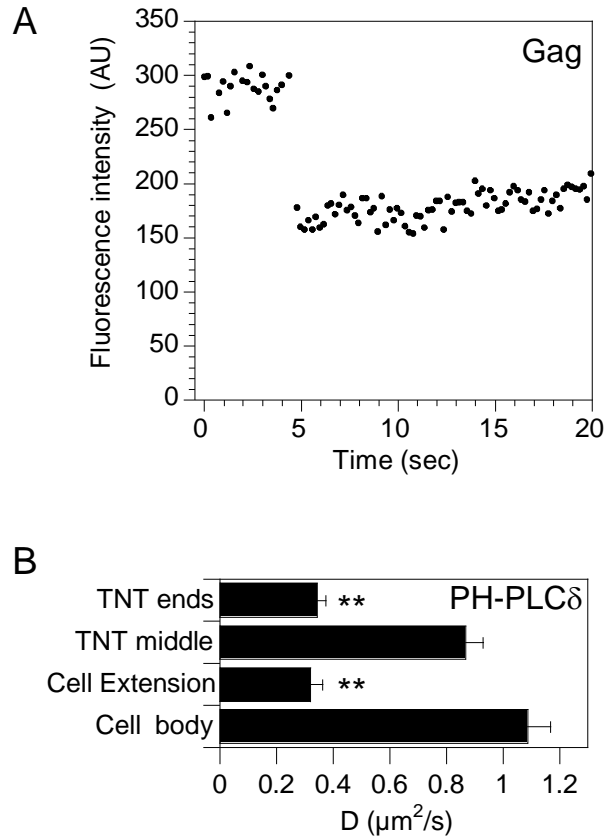 A
Gag
Fluorescence intensity (AU)
350
300
250
200
150
100
50
0
0 5 10 15 20
Time (sec)
B
PH-PLCδ
TNT ends **
TNT middle
Cell Extension **
Cell body
0 0.2 0.4 0.6 0.8 1 1.2
D (µm²/s)